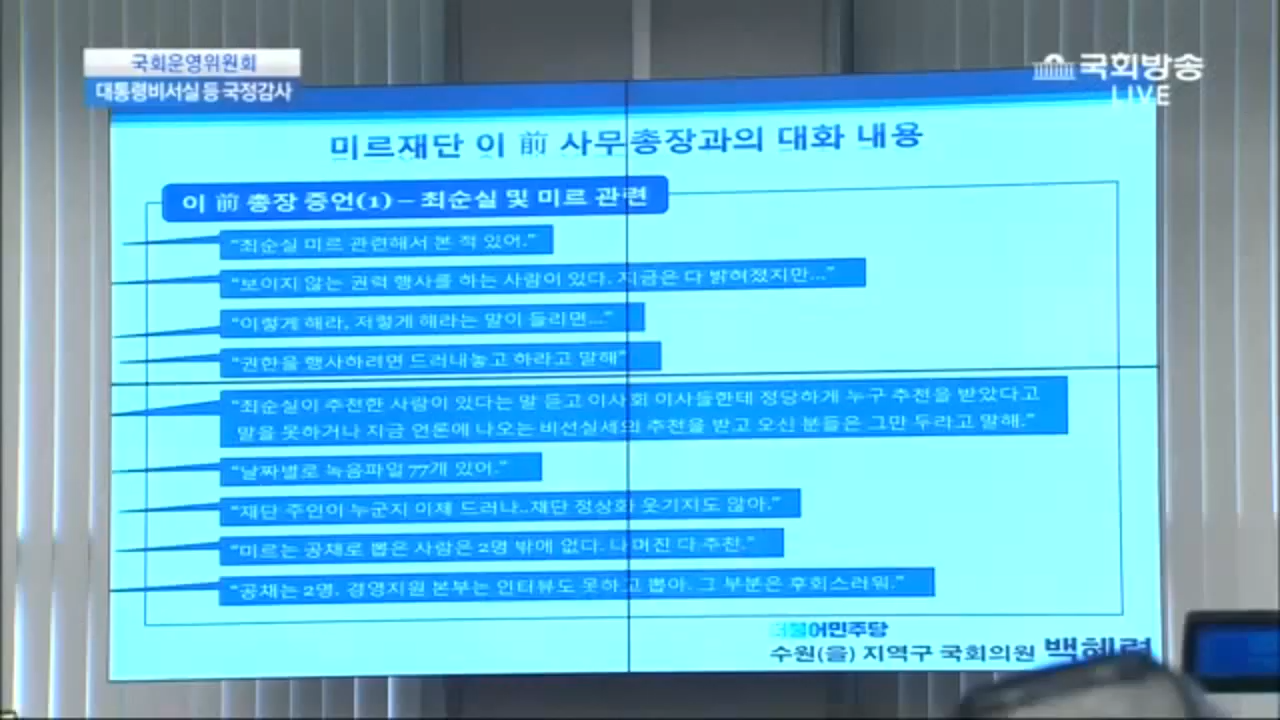 국회운영위원회
대통령비서실 등 국정감사
국회방송
LIVE
미르재단 이 前 사무총장과의 대화 내용
이 前 총장 증언(1) – 최순실 및 미르 관련
“최순실 미르 관련해서 본 적 있어.”
“보이지 않는 권력 행사를 하는 사람이 있다. 지금은 다 밝혀졌지만...”
“이렇게 해라, 저렇게 해라는 말이 들리면...”
“권한을 행사하려면 드러내놓고 하라고 말해”
“최순실이 추천한 사람이 있다는 말 듣고 이사회 이사들한테 정당하게 누구 추천을 받았다고
말을 못하거나 지금 언론에 나오는 비선실세의 추천을 받고 오신 분들은 그만 두라고 말해.”
“날짜별로 녹음파일 77개 있어.”
“재단 주인이 누군지 이제 드러나..재단 정상화 웃기지도 않아.”
“미르는 공채로 뽑은 사람은 2명 밖에 없다. 나머진 다 추천.”
“공채는 2명. 경영지원 본부는 인터뷰도 못하고 뽑아. 그 부분은 후회스러워.”
더불어민주당
수원(을) 지역구 국회의원 백혜련